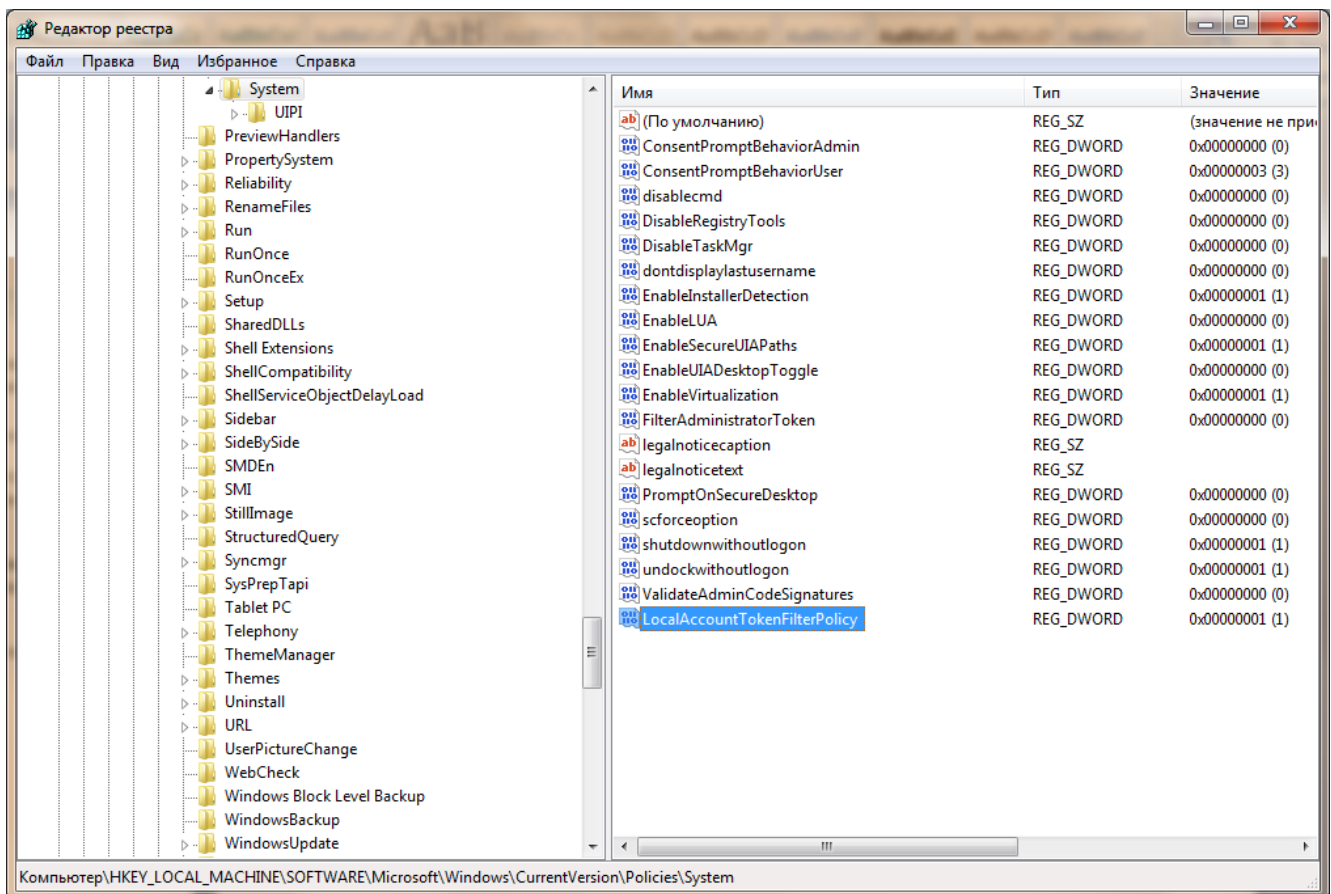 Редактор реестра
Файл Правка Вид Избранное Справка
System
UIPI
PreviewHandlers
PropertySystem
Reliability
RenameFiles
Run
RunOnce
RunOnceEx
Setup
SharedDLLs
Shell Extensions
ShellCompatibility
ShellServiceObjectDelayLoad
Sidebar
SideBySide
SMDEn
SMI
StillImage
StructuredQuery
Syncmgr
SysPrepTapi
Tablet PC
Telephony
ThemeManager
Themes
Uninstall
URL
UserPictureChange
WebCheck
Windows Block Level Backup
WindowsBackup
WindowsUpdate
Имя Тип Значение
(По умолчанию) REG_SZ (значение не при
ConsentPromptBehaviorAdmin REG_DWORD 0x00000000 (0)
ConsentPromptBehaviorUser REG_DWORD 0x00000003 (3)
disablecmd REG_DWORD 0x00000000 (0)
DisableRegistryTools REG_DWORD 0x00000000 (0)
DisableTaskMgr REG_DWORD 0x00000000 (0)
dontdisplaylastusername REG_DWORD 0x00000000 (0)
EnableInstallerDetection REG_DWORD 0x00000001 (1)
EnableLUA REG_DWORD 0x00000000 (0)
EnableSecureUIAPaths REG_DWORD 0x00000001 (1)
EnableUIADesktopToggle REG_DWORD 0x00000000 (0)
EnableVirtualization REG_DWORD 0x00000001 (1)
FilterAdministratorToken REG_DWORD 0x00000000 (0)
legalnoticecaption REG_SZ
legalnoticetext REG_SZ
PromptOnSecureDesktop REG_DWORD 0x00000000 (0)
scforceoption REG_DWORD 0x00000000 (0)
shutdownwithoutlogon REG_DWORD 0x00000001 (1)
undockwithoutlogon REG_DWORD 0x00000001 (1)
ValidateAdminCodeSignatures REG_DWORD 0x00000000 (0)
LocalAccountTokenFilterPolicy REG_DWORD 0x00000001 (1)
Компьютер\HKEY_LOCAL_MACHINE\SOFTWARE\Microsoft\Windows\CurrentVersion\Policies\System